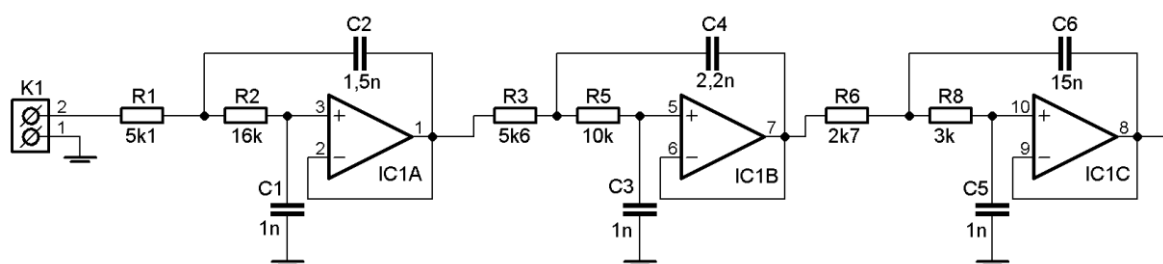 C2
1,5n
C4
2,2n
C6
15n
K1
2
1
R1
5k1
R2
16k
3
+
2
−
1
IC1A
C1
1n
R3
5k6
R5
10k
5
+
6
−
7
IC1B
C3
1n
R6
2k7
R8
3k
10
+
9
−
8
IC1C
C5
1n